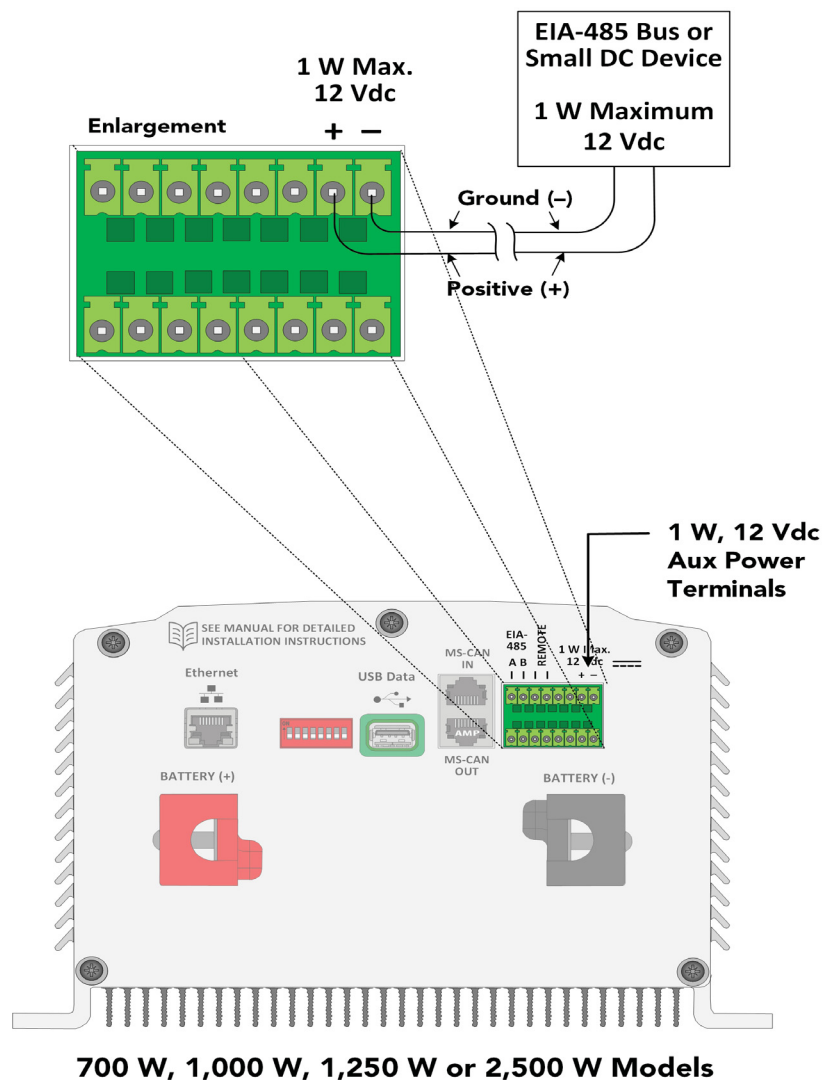 EIA-485 Bus or
Small DC Device
1 W Maximum
12 Vdc
1 W Max.
12 Vdc
+ –
Enlargement
Ground (–)
Positive (+)
1 W, 12 Vdc
Aux Power
Terminals
SEE MANUAL FOR DETAILED
INSTALLATION INSTRUCTIONS
EIA-
485
A B
REMOTE
1 W Max.
12 Vdc
+ –
MS-CAN
IN
Ethernet
USB Data
AMP
MS-CAN
OUT
BATTERY (+)
BATTERY (-)
700 W, 1,000 W, 1,250 W or 2,500 W Models